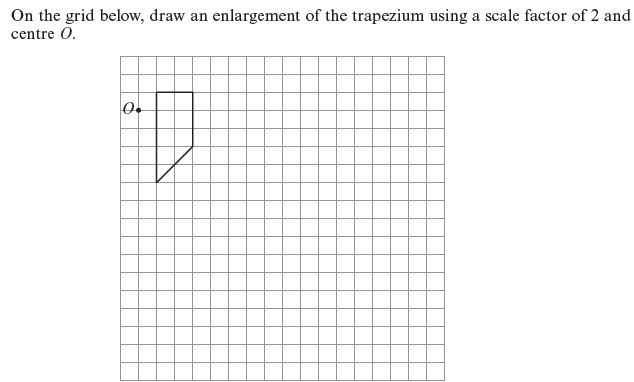 On the grid below, draw an enlargement of the trapezium using a scale factor of 2 and
centre O.
O